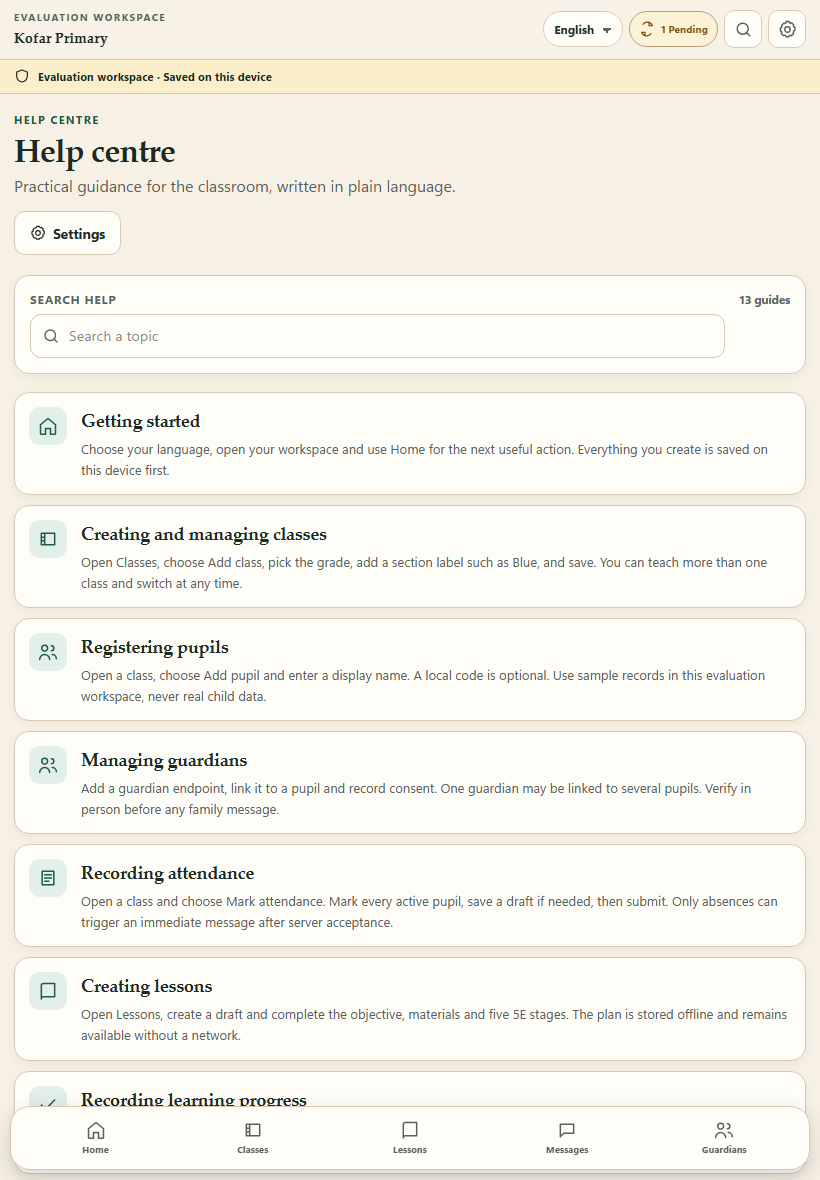 EVALUATION WORKSPACE
Kofar Primary
English
1 Pending
Evaluation workspace · Saved on this device
HELP CENTRE
Help centre
Practical guidance for the classroom, written in plain language.
Settings
SEARCH HELP
13 guides
Search a topic
Getting started
Choose your language, open your workspace and use Home for the next useful action. Everything you create is saved on
this device first.
Creating and managing classes
Open Classes, choose Add class, pick the grade, add a section label such as Blue, and save. You can teach more than one
class and switch at any time.
Registering pupils
Open a class, choose Add pupil and enter a display name. A local code is optional. Use sample records in this evaluation
workspace, never real child data.
Managing guardians
Add a guardian endpoint, link it to a pupil and record consent. One guardian may be linked to several pupils. Verify in
person before any family message.
Recording attendance
Open a class and choose Mark attendance. Mark every active pupil, save a draft if needed, then submit. Only absences can
trigger an immediate message after server acceptance.
Creating lessons
Open Lessons, create a draft and complete the objective, materials and five 5E stages. The plan is stored offline and remains
available without a network.
Recording learning progress
Home
Classes
Lessons
Messages
Guardians